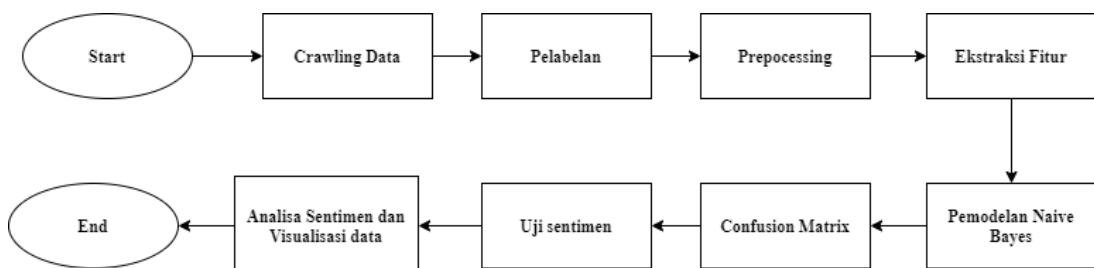 Start
Crawling Data
Pelabelan
Prepocessing
Ekstraksi Fitur
Pemodelan Naive
Bayes
Confusion Matrix
Uji sentimen
Analisa Sentimen dan
Visualisasi data
End